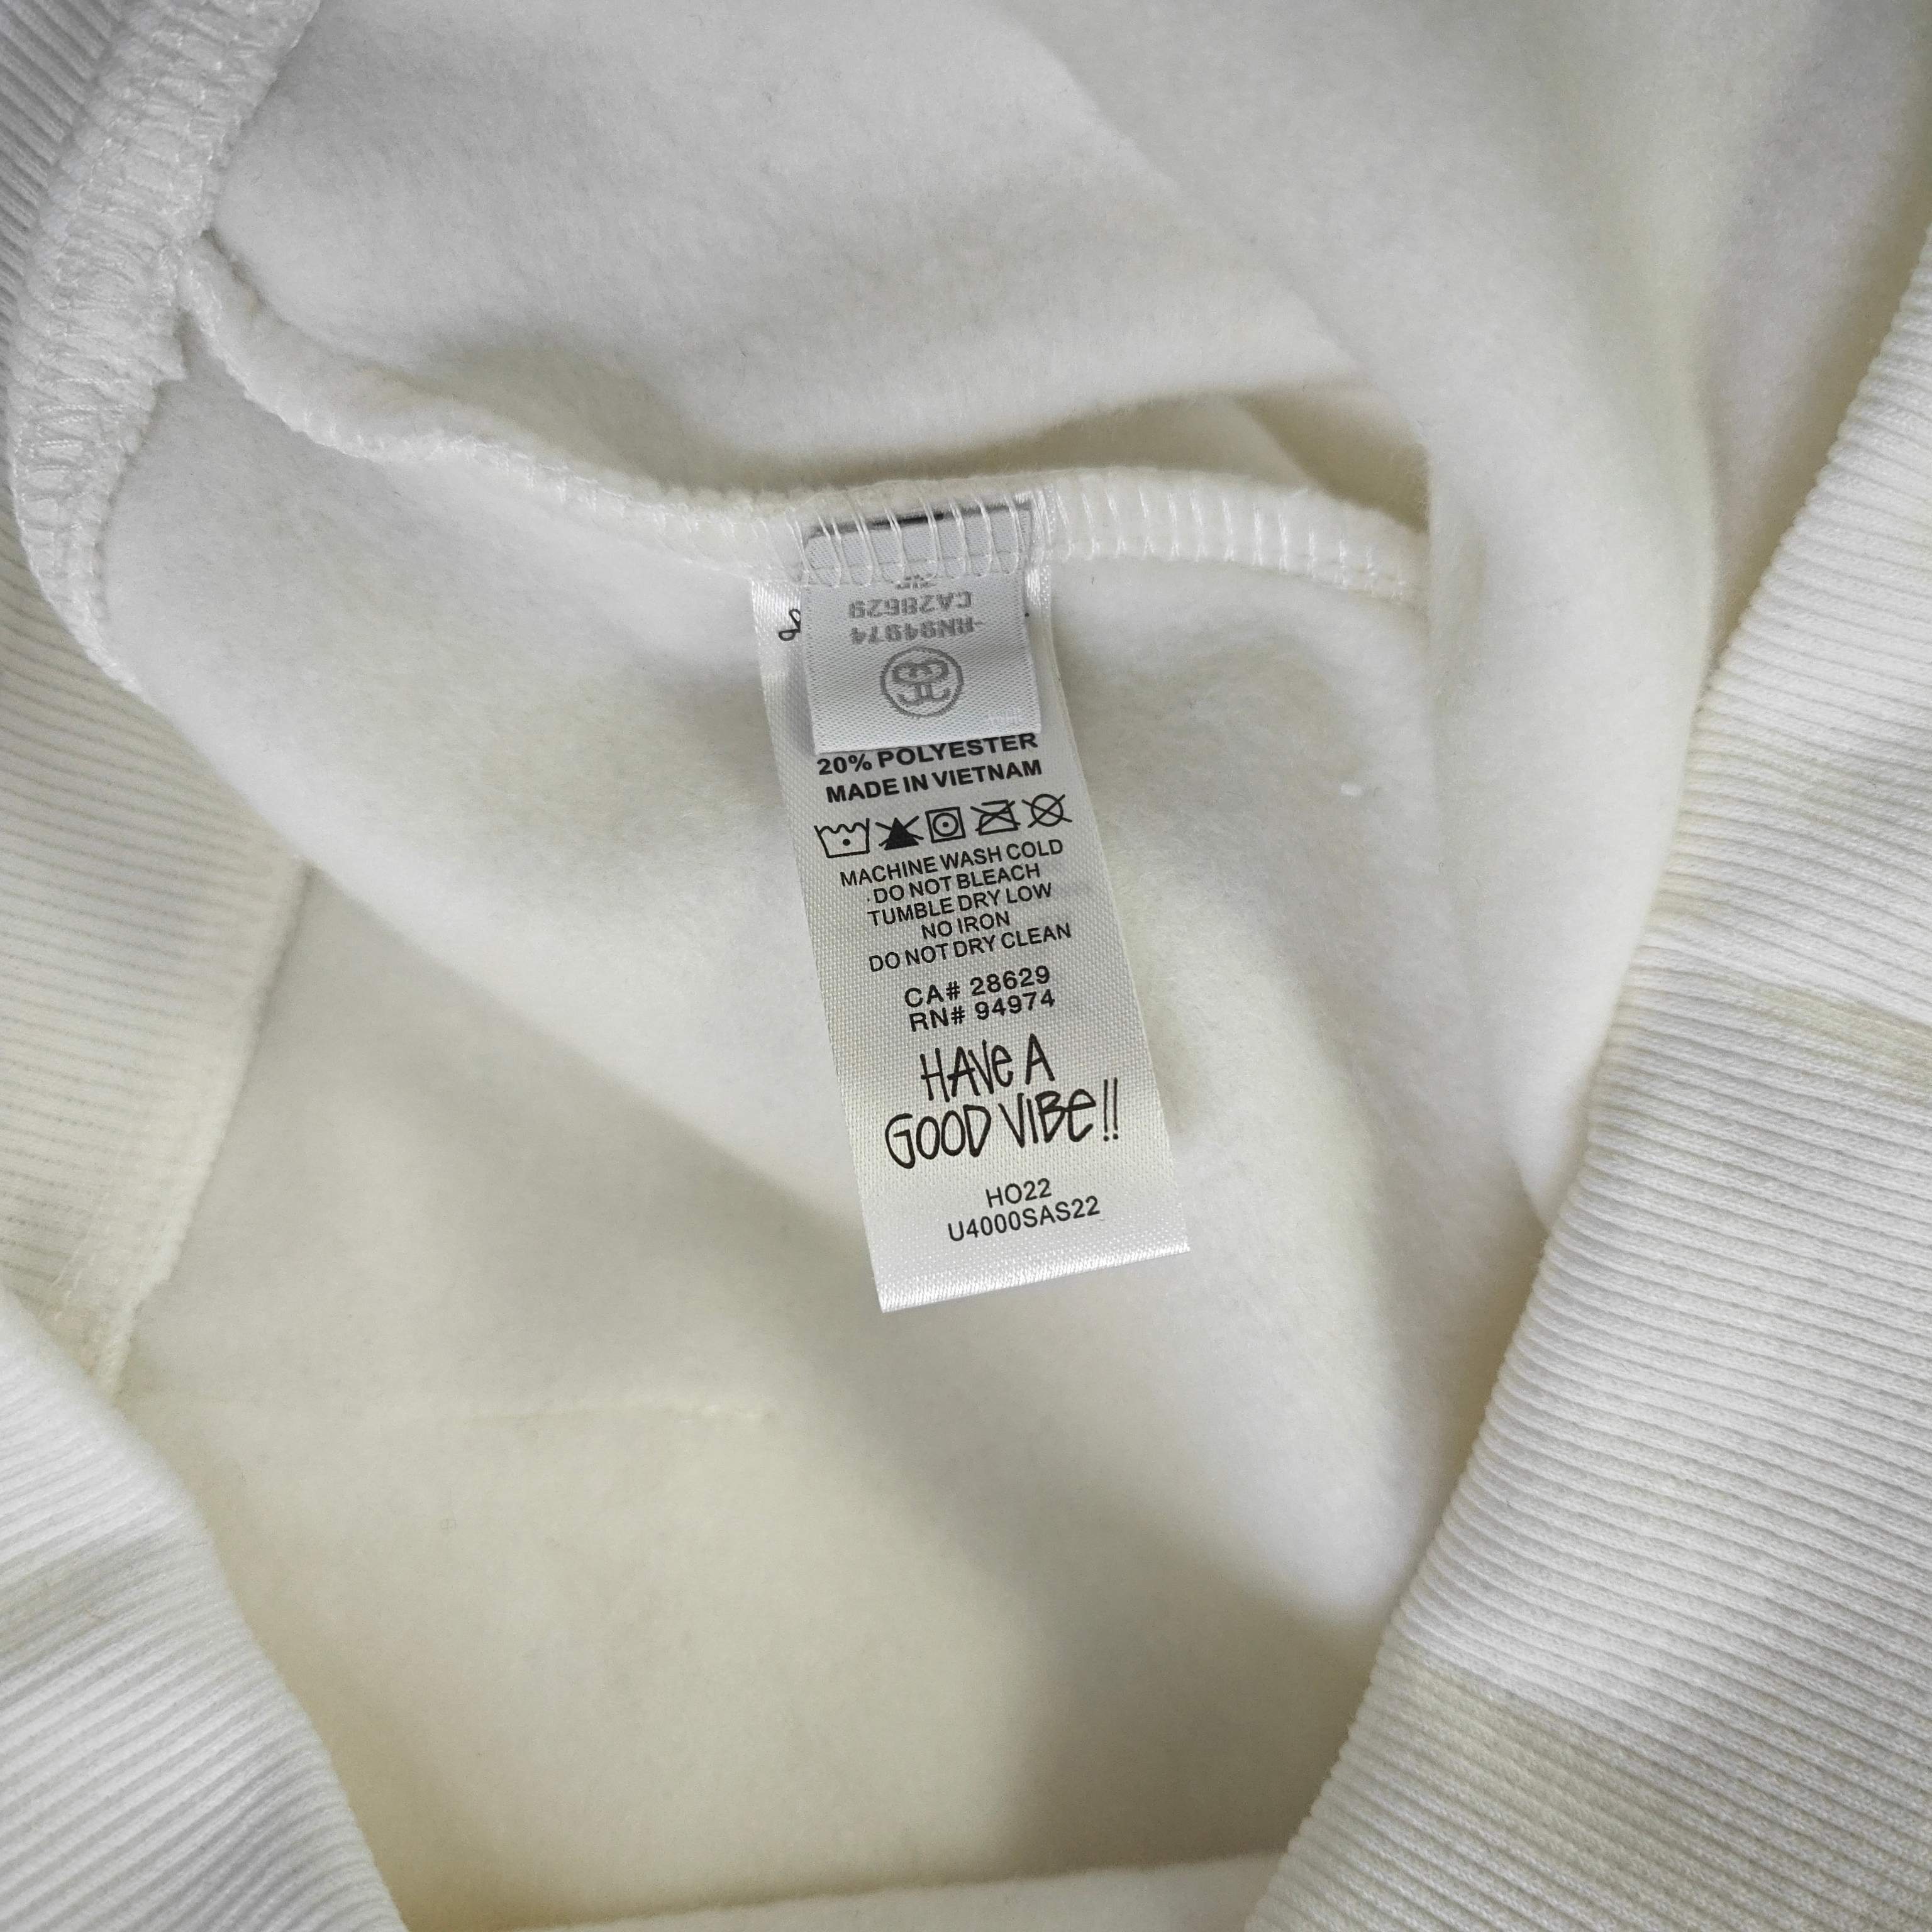 CA28629
RN94974
20% POLYESTER
MADE IN VIETNAM
MACHINE WASH COLD
DO NOT BLEACH
TUMBLE DRY LOW
NO IRON
DO NOT DRY CLEAN
CA# 28629
RN# 94974
HAVE A
GOOD VIBE!!
HO22
U4000SAS22